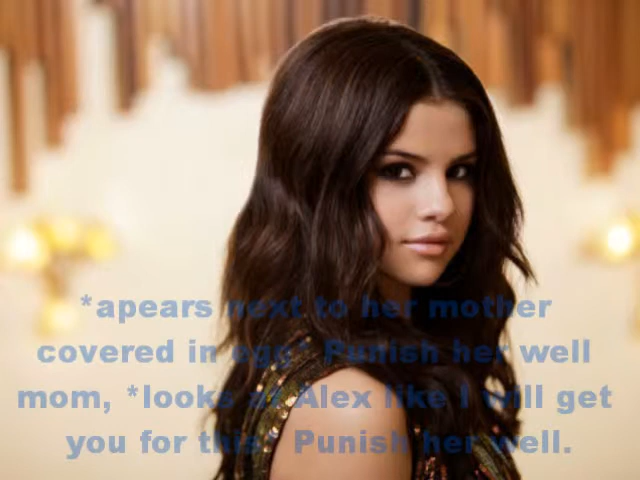 *apears next to her mother
covered in egg* Punish her well
mom, *looks at Alex like I will get
you for this* Punish her well.